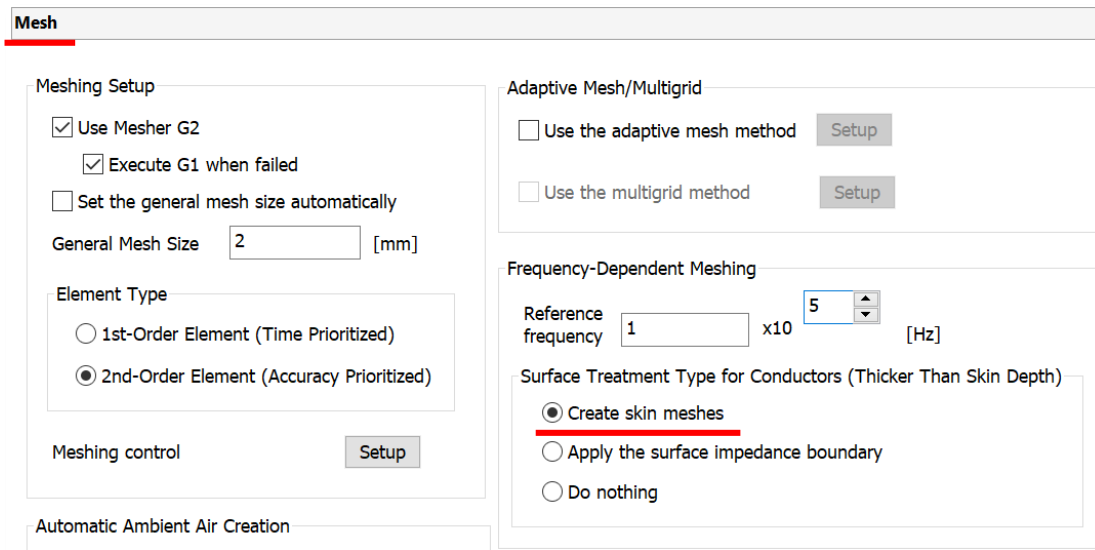 Mesh
Meshing Setup
Use Mesher G2
Execute G1 when failed
Set the general mesh size automatically
General Mesh Size 2 [mm]
Element Type
1st-Order Element (Time Prioritized)
2nd-Order Element (Accuracy Prioritized)
Meshing control Setup
Automatic Ambient Air Creation
Adaptive Mesh/Multigrid
Use the adaptive mesh method Setup
Use the multigrid method Setup
Frequency-Dependent Meshing
Reference
frequency 1 x10 5 [Hz]
Surface Treatment Type for Conductors (Thicker Than Skin Depth)
Create skin meshes
Apply the surface impedance boundary
Do nothing